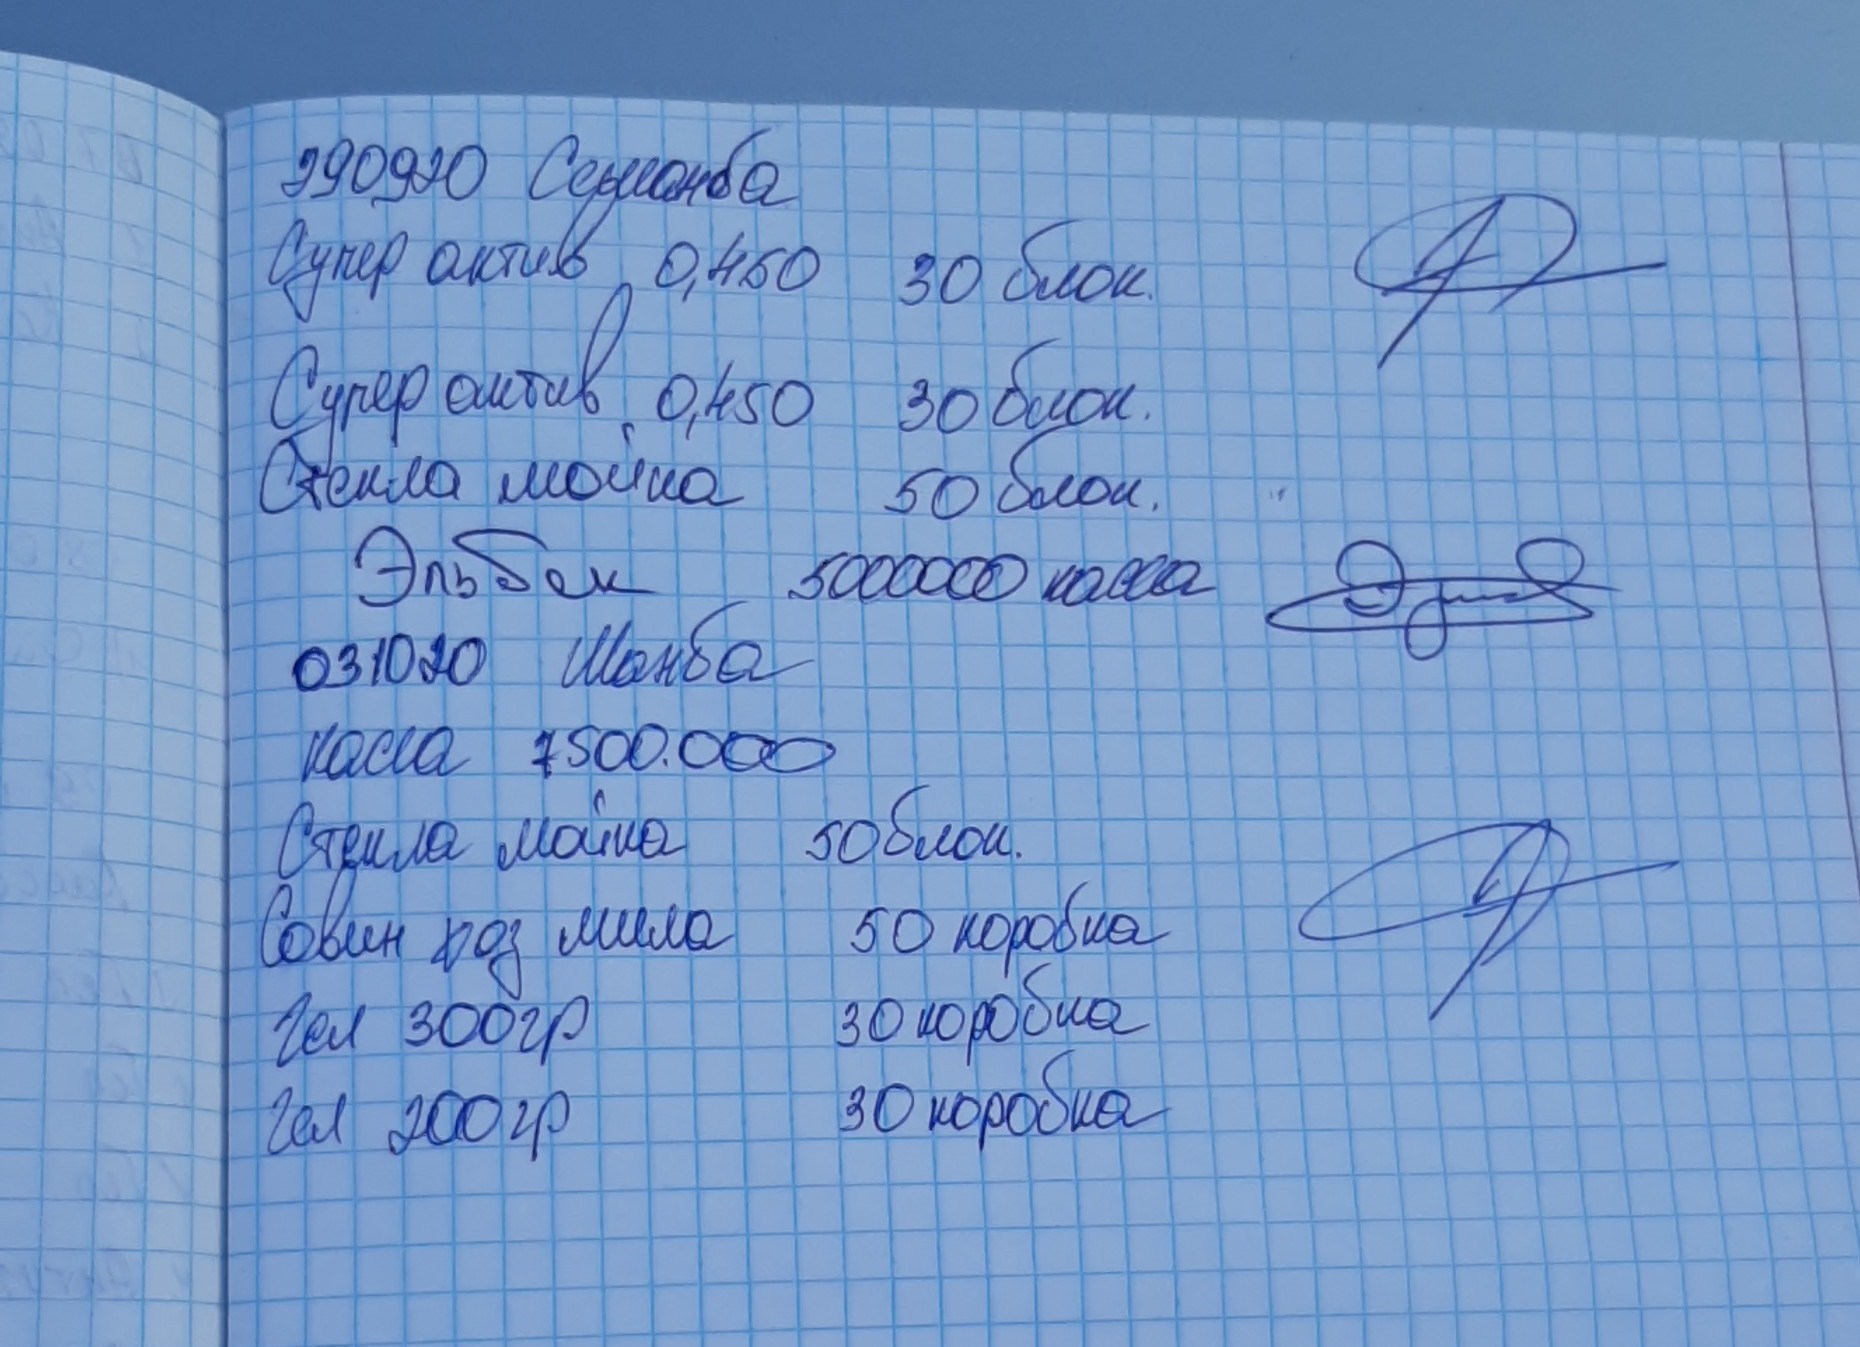 290920 Сешанба
Супер актив 0,450 30 блок.
Супер актив 0,450 30 блок.
Стекла мойка 50 блок.
Эльбек 5000000 касса
031020 Шанба
касса 7500.000
Стекла мойка 50 блок.
Совин роз мила 50 коробка
Гел 300гр 30 коробка
Гел 200гр 30 коробка